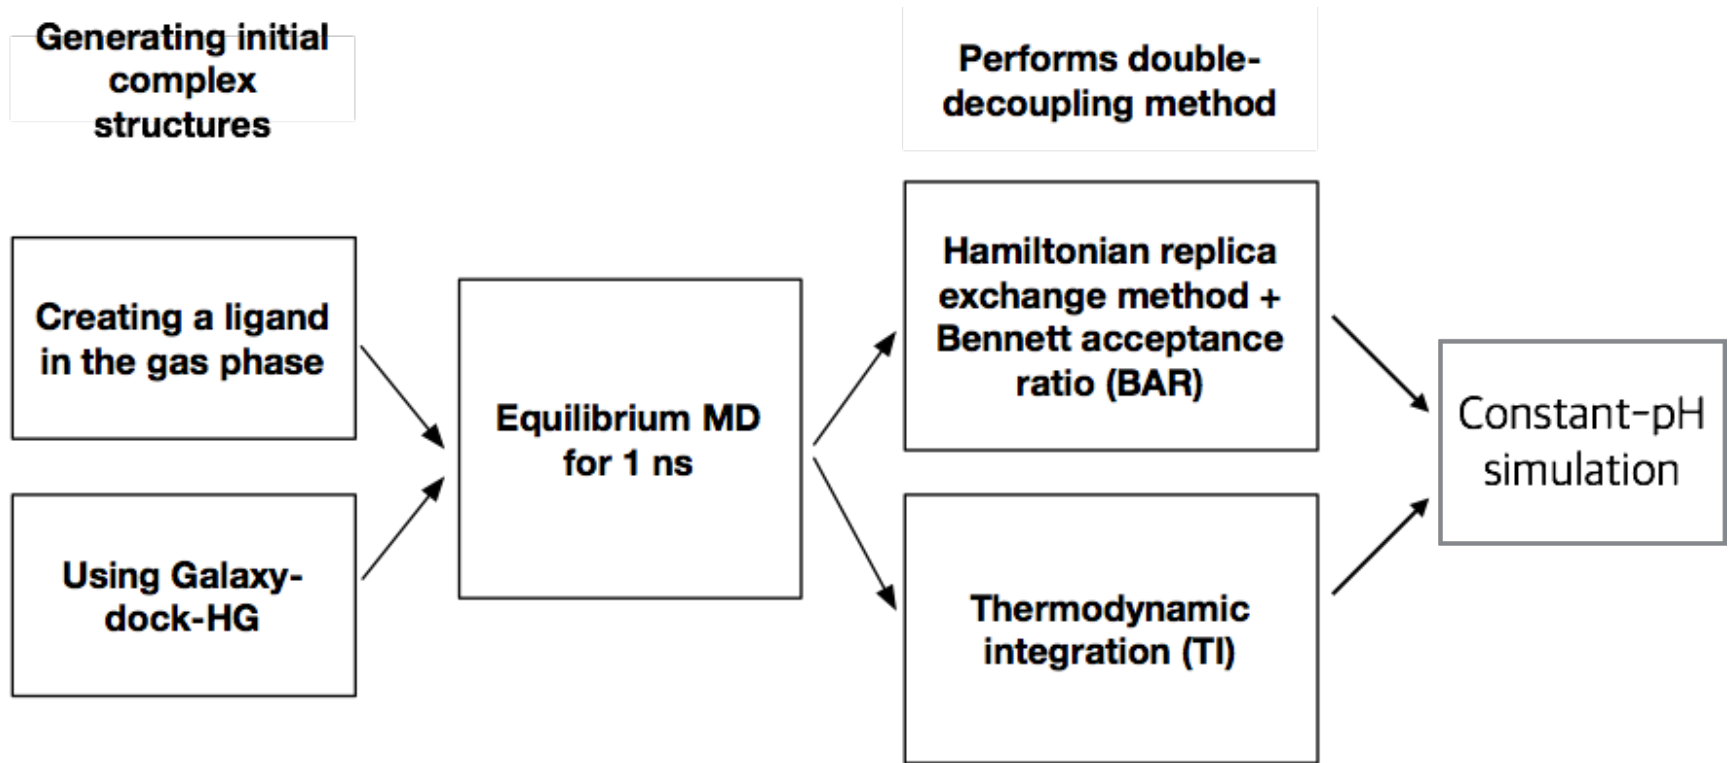 Generating initial
complex
structures
Performs double-
decoupling method
Creating a ligand
in the gas phase
Using Galaxy-
dock-HG
Equilibrium MD
for 1 ns
Hamiltonian replica
exchange method +
Bennett acceptance
ratio (BAR)
Thermodynamic
integration (TI)
Constant-pH
simulation